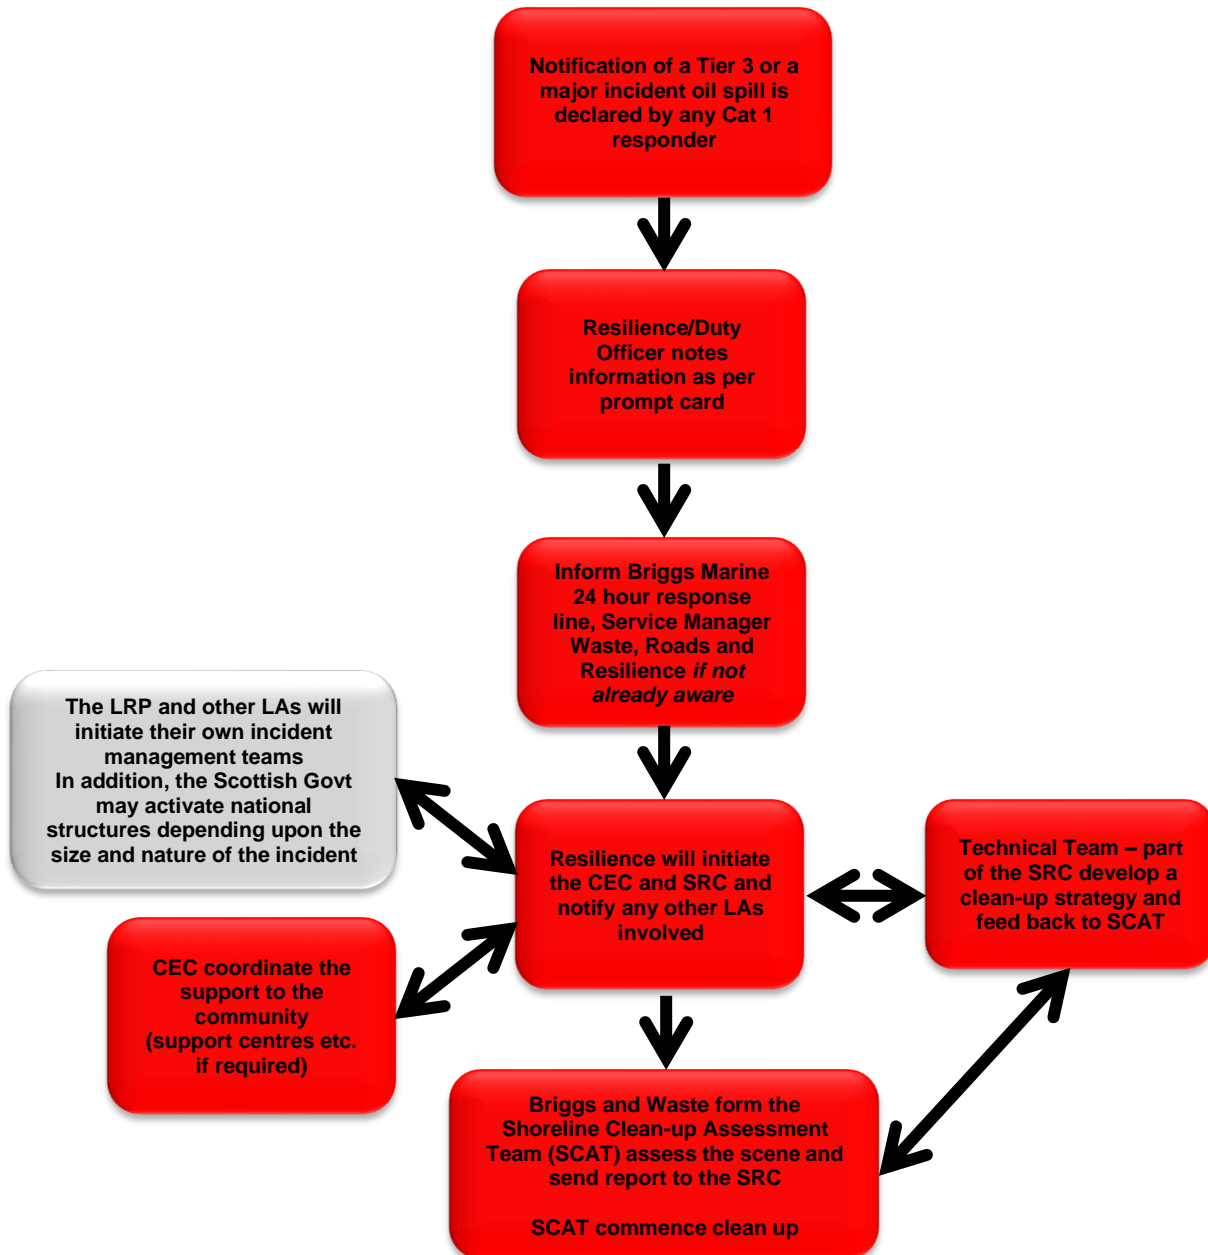 Notification of a Tier 3 or a
major incident oil spill is
declared by any Cat 1
responder
Resilience/Duty
Officer notes
information as per
prompt card
Inform Briggs Marine
24 hour response
line, Service Manager
Waste, Roads and
Resilience if not
already aware
The LRP and other LAs will
initiate their own incident
management teams
In addition, the Scottish Govt
may activate national
structures depending upon the
size and nature of the incident
Resilience will initiate
the CEC and SRC and
notify any other LAs
involved
Technical Team – part
of the SRC develop a
clean-up strategy and
feed back to SCAT
CEC coordinate the
support to the
community
(support centres etc.
if required)
Briggs and Waste form the
Shoreline Clean-up Assessment
Team (SCAT) assess the scene and
send report to the SRC
SCAT commence clean up